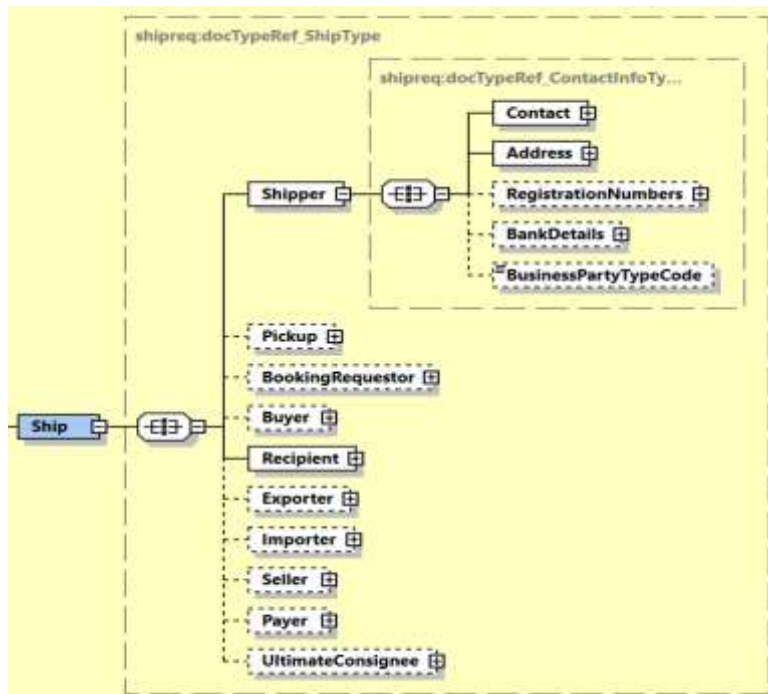 shipreq:docTypeRef_ShipType
shipreq:docTypeRef_ContactInfoTy...
Contact
Address
Shipper
RegistrationNumbers
BankDetails
BusinessPartyTypeCode
Pickup
BookingRequestor
Buyer
Ship
Recipient
Exporter
Importer
Seller
Payer
UltimateConsignee